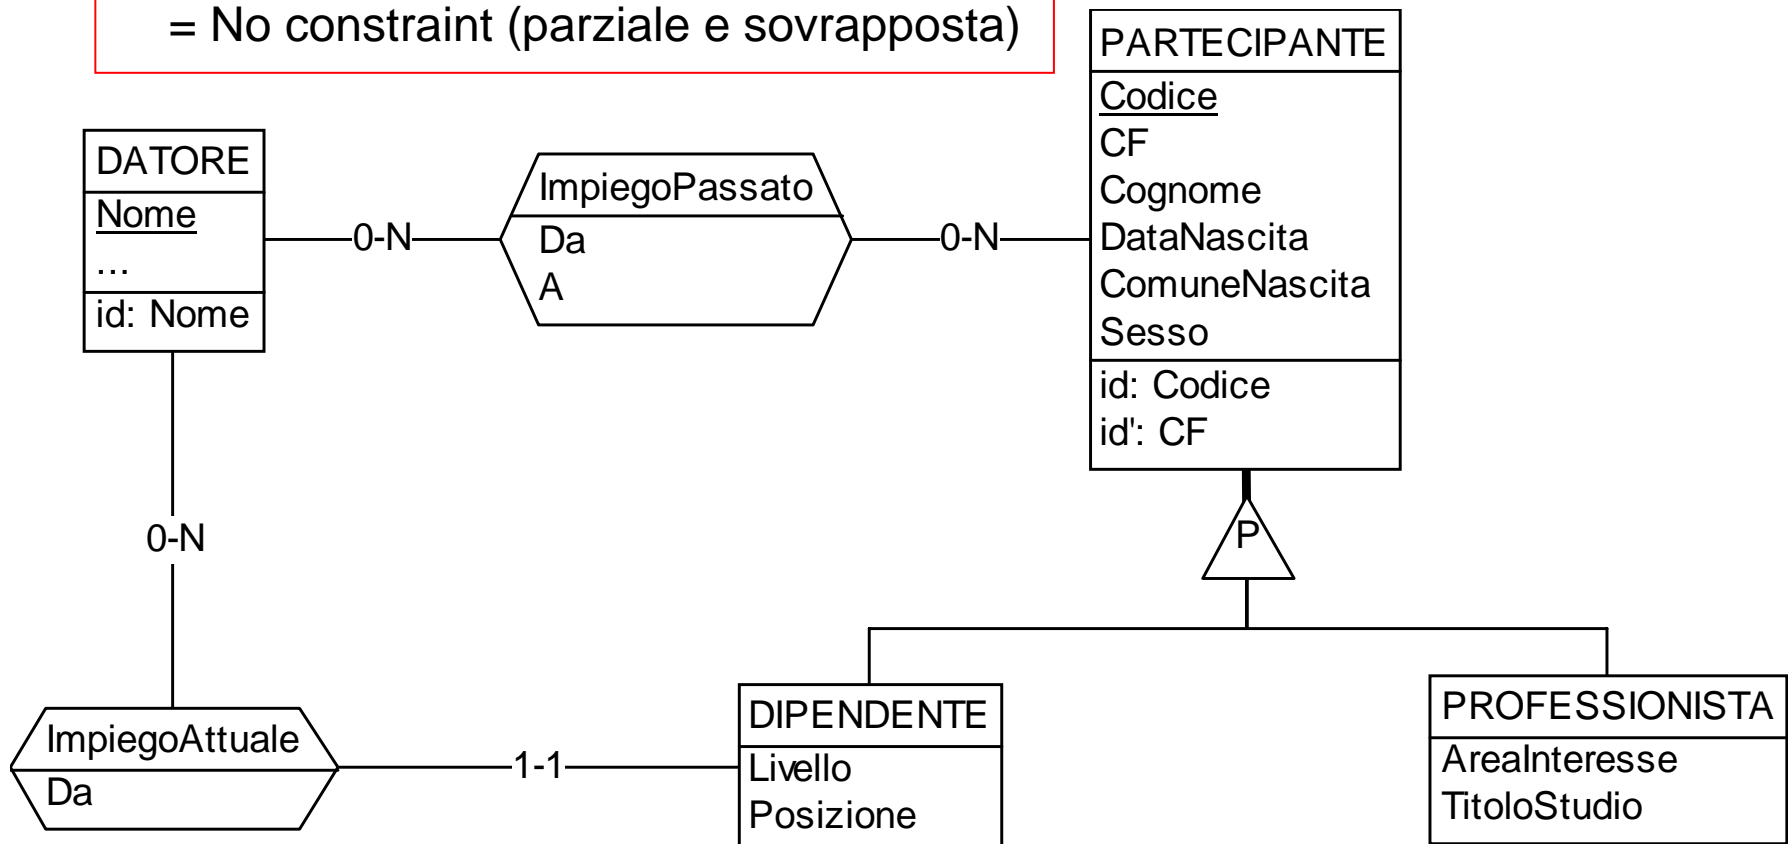 = No constraint (parziale e sovrapposta)
PARTECIPANTE
Codice
CF
Cognome
DataNascita
ComuneNascita
Sesso
id: Codice
id': CF
DATORE
Nome
...
id: Nome
0-N
ImpiegoPassato
Da
A
0-N
0-N
P
ImpiegoAttuale
Da
1-1
DIPENDENTE
Livello
Posizione
PROFESSIONISTA
AreaInteresse
TitoloStudio